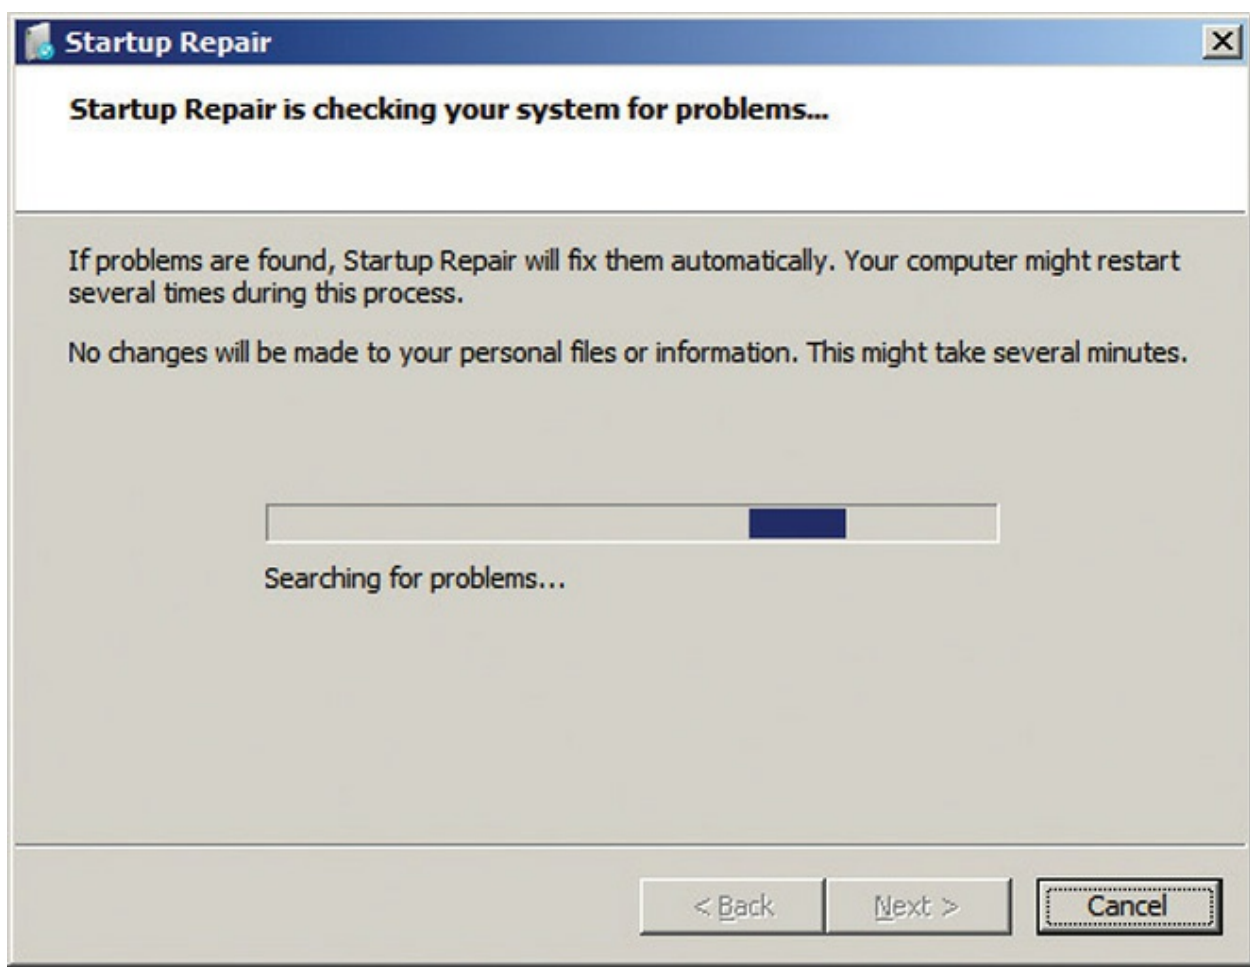 Startup Repair
Startup Repair is checking your system for problems...
If problems are found, Startup Repair will fix them automatically. Your computer might restart
several times during this process.
No changes will be made to your personal files or information. This might take several minutes.
Searching for problems...
< Back Next > Cancel